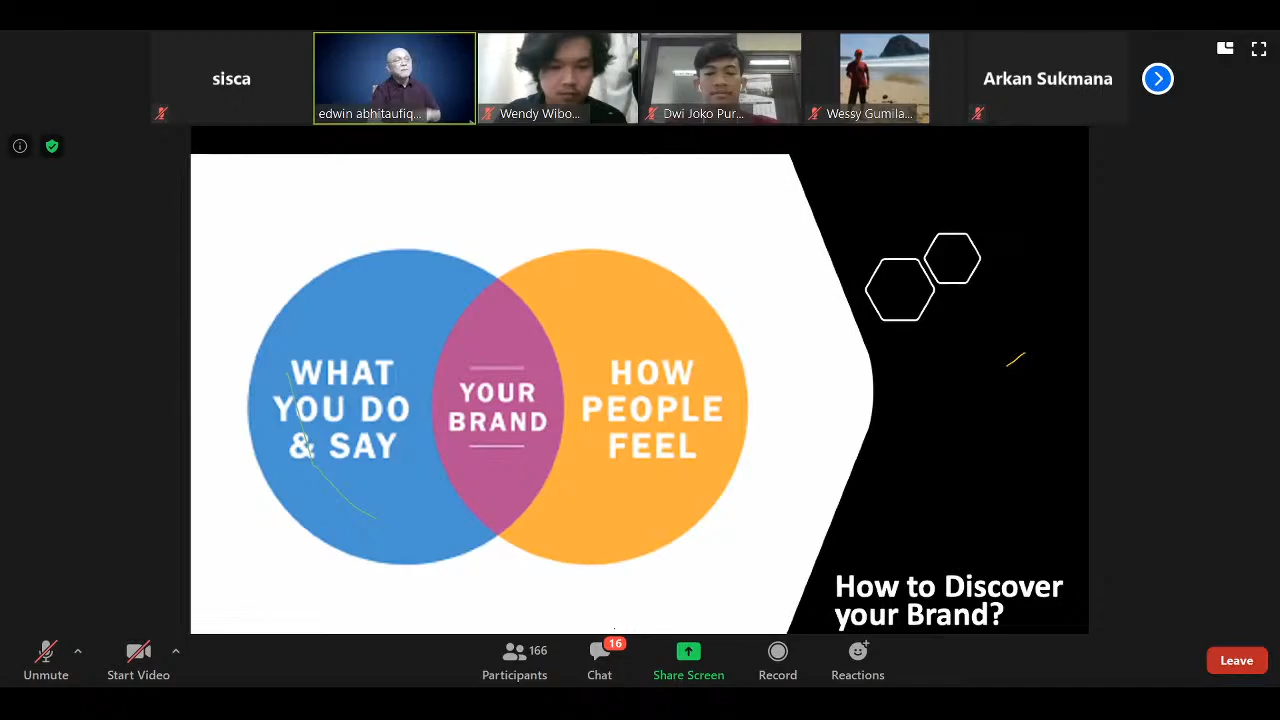 sisca
edwin abhitaufiq...
Wendy Wibo...
Dwi Joko Pur...
Wessy Gumila...
Arkan Sukmana
WHAT
YOU DO
& SAY
YOUR
BRAND
HOW
PEOPLE
FEEL
How to Discover
your Brand?
Unmute
Start Video
166
Participants
16
Chat
Share Screen
Record
Reactions
Leave